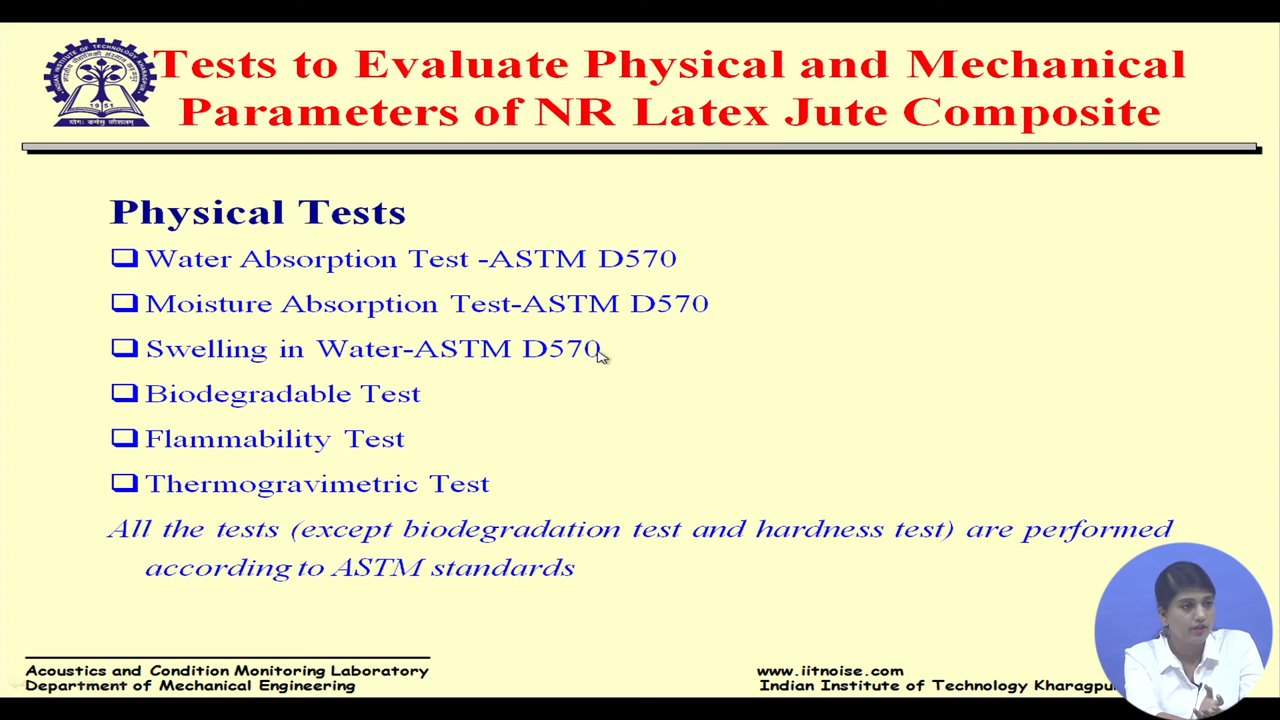 Tests to Evaluate Physical and Mechanical
Parameters of NR Latex Jute Composite
Physical Tests
Water Absorption Test -ASTM D570
Moisture Absorption Test-ASTM D570
Swelling in Water-ASTM D570
Biodegradable Test
Flammability Test
Thermogravimetric Test
All the tests (except biodegradation test and hardness test) are performed
according to ASTM standards
Acoustics and Condition Monitoring Laboratory
Department of Mechanical Engineering
www.iitnoise.com
Indian Institute of Technology Kharagpu
1951